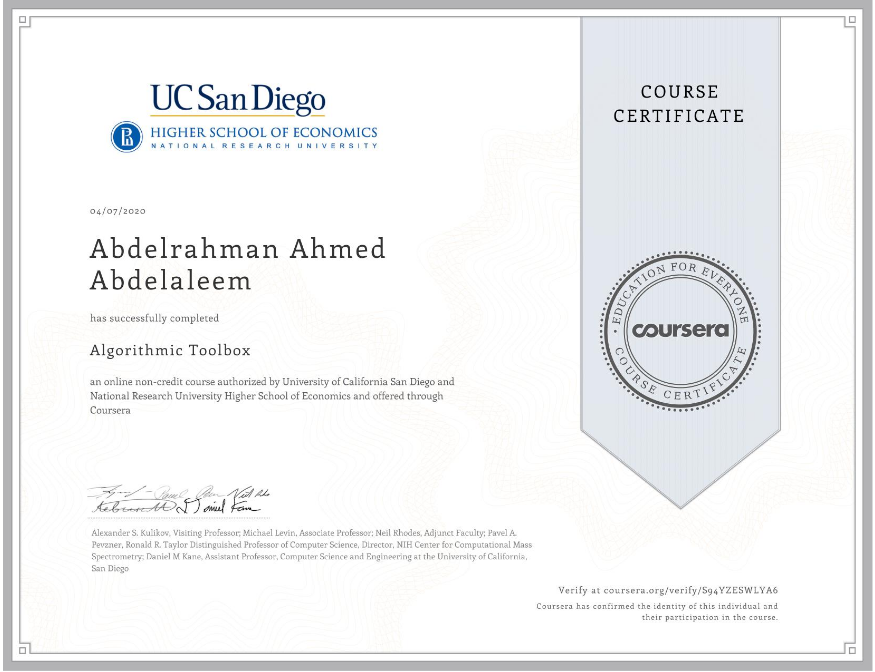 UC San Diego
HIGHER SCHOOL OF ECONOMICS
NATIONAL RESEARCH UNIVERSITY
COURSE
CERTIFICATE
04/07/2020
Abdelrahman Ahmed
Abdelaleem
has successfully completed
Algorithmic Toolbox
an online non-credit course authorized by University of California San Diego and
National Research University Higher School of Economics and offered through
Coursera
EDUCATION FOR EVERYONE
coursera
COURSE CERTIFICATE
Alexander S. Kulikov, Visiting Professor; Michael Levin, Associate Professor; Neil Rhodes, Adjunct Faculty; Pavel A.
Pevzner, Ronald R. Taylor Distinguished Professor of Computer Science, Director, NIH Center for Computational Mass
Spectrometry; Daniel M Kane, Assistant Professor, Computer Science and Engineering at the University of California,
San Diego
Verify at coursera.org/verify/S94YZESWLYA6
Coursera has confirmed the identity of this individual and
their participation in the course.